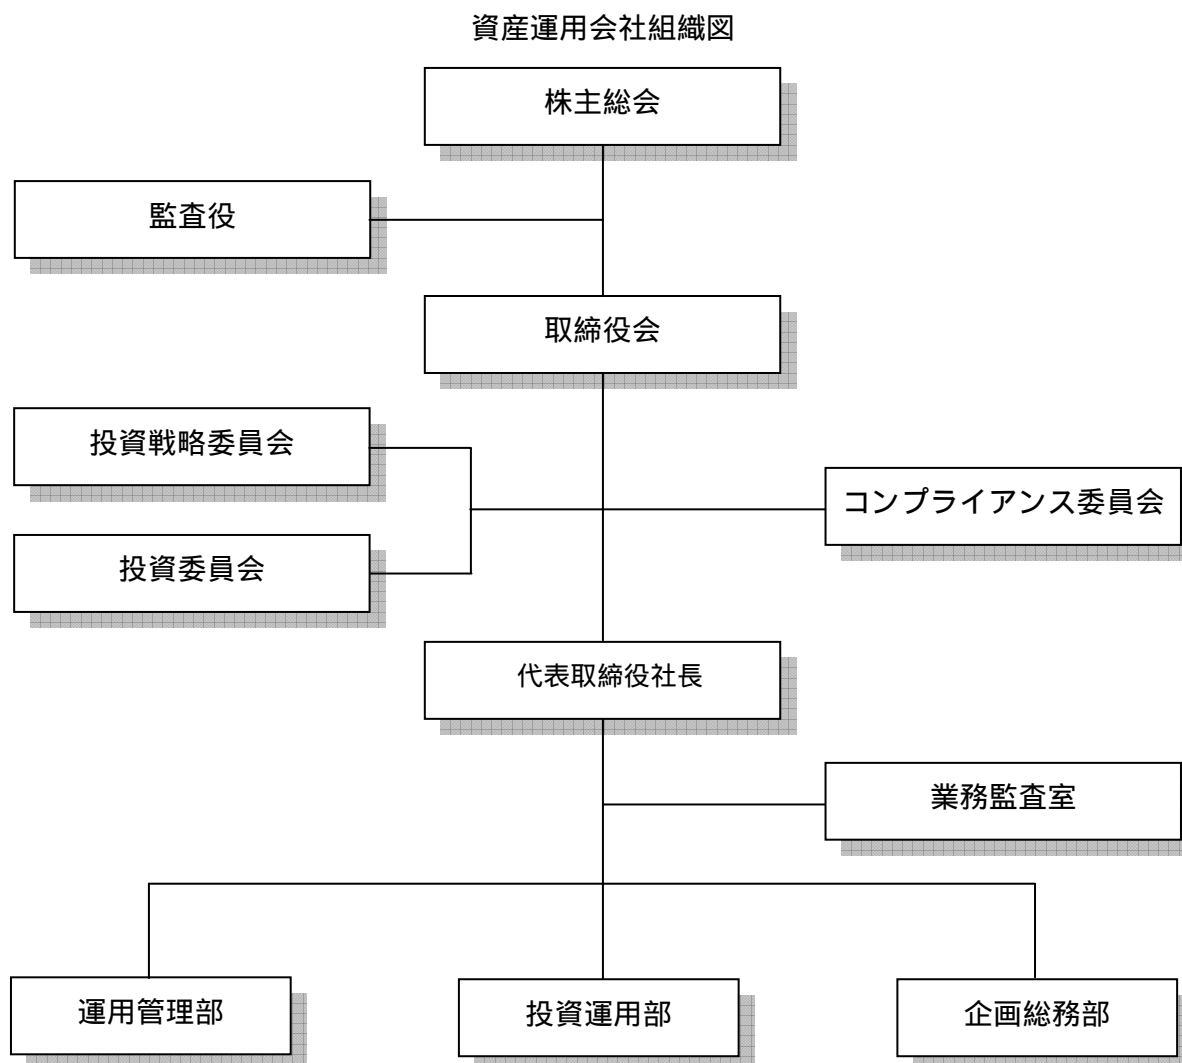 資産運用会社組織図
株主総会
監査役
取締役会
投資戦略委員会
コンプライアンス委員会
投資委員会
代表取締役社長
業務監査室
運用管理部
投資運用部
企画総務部